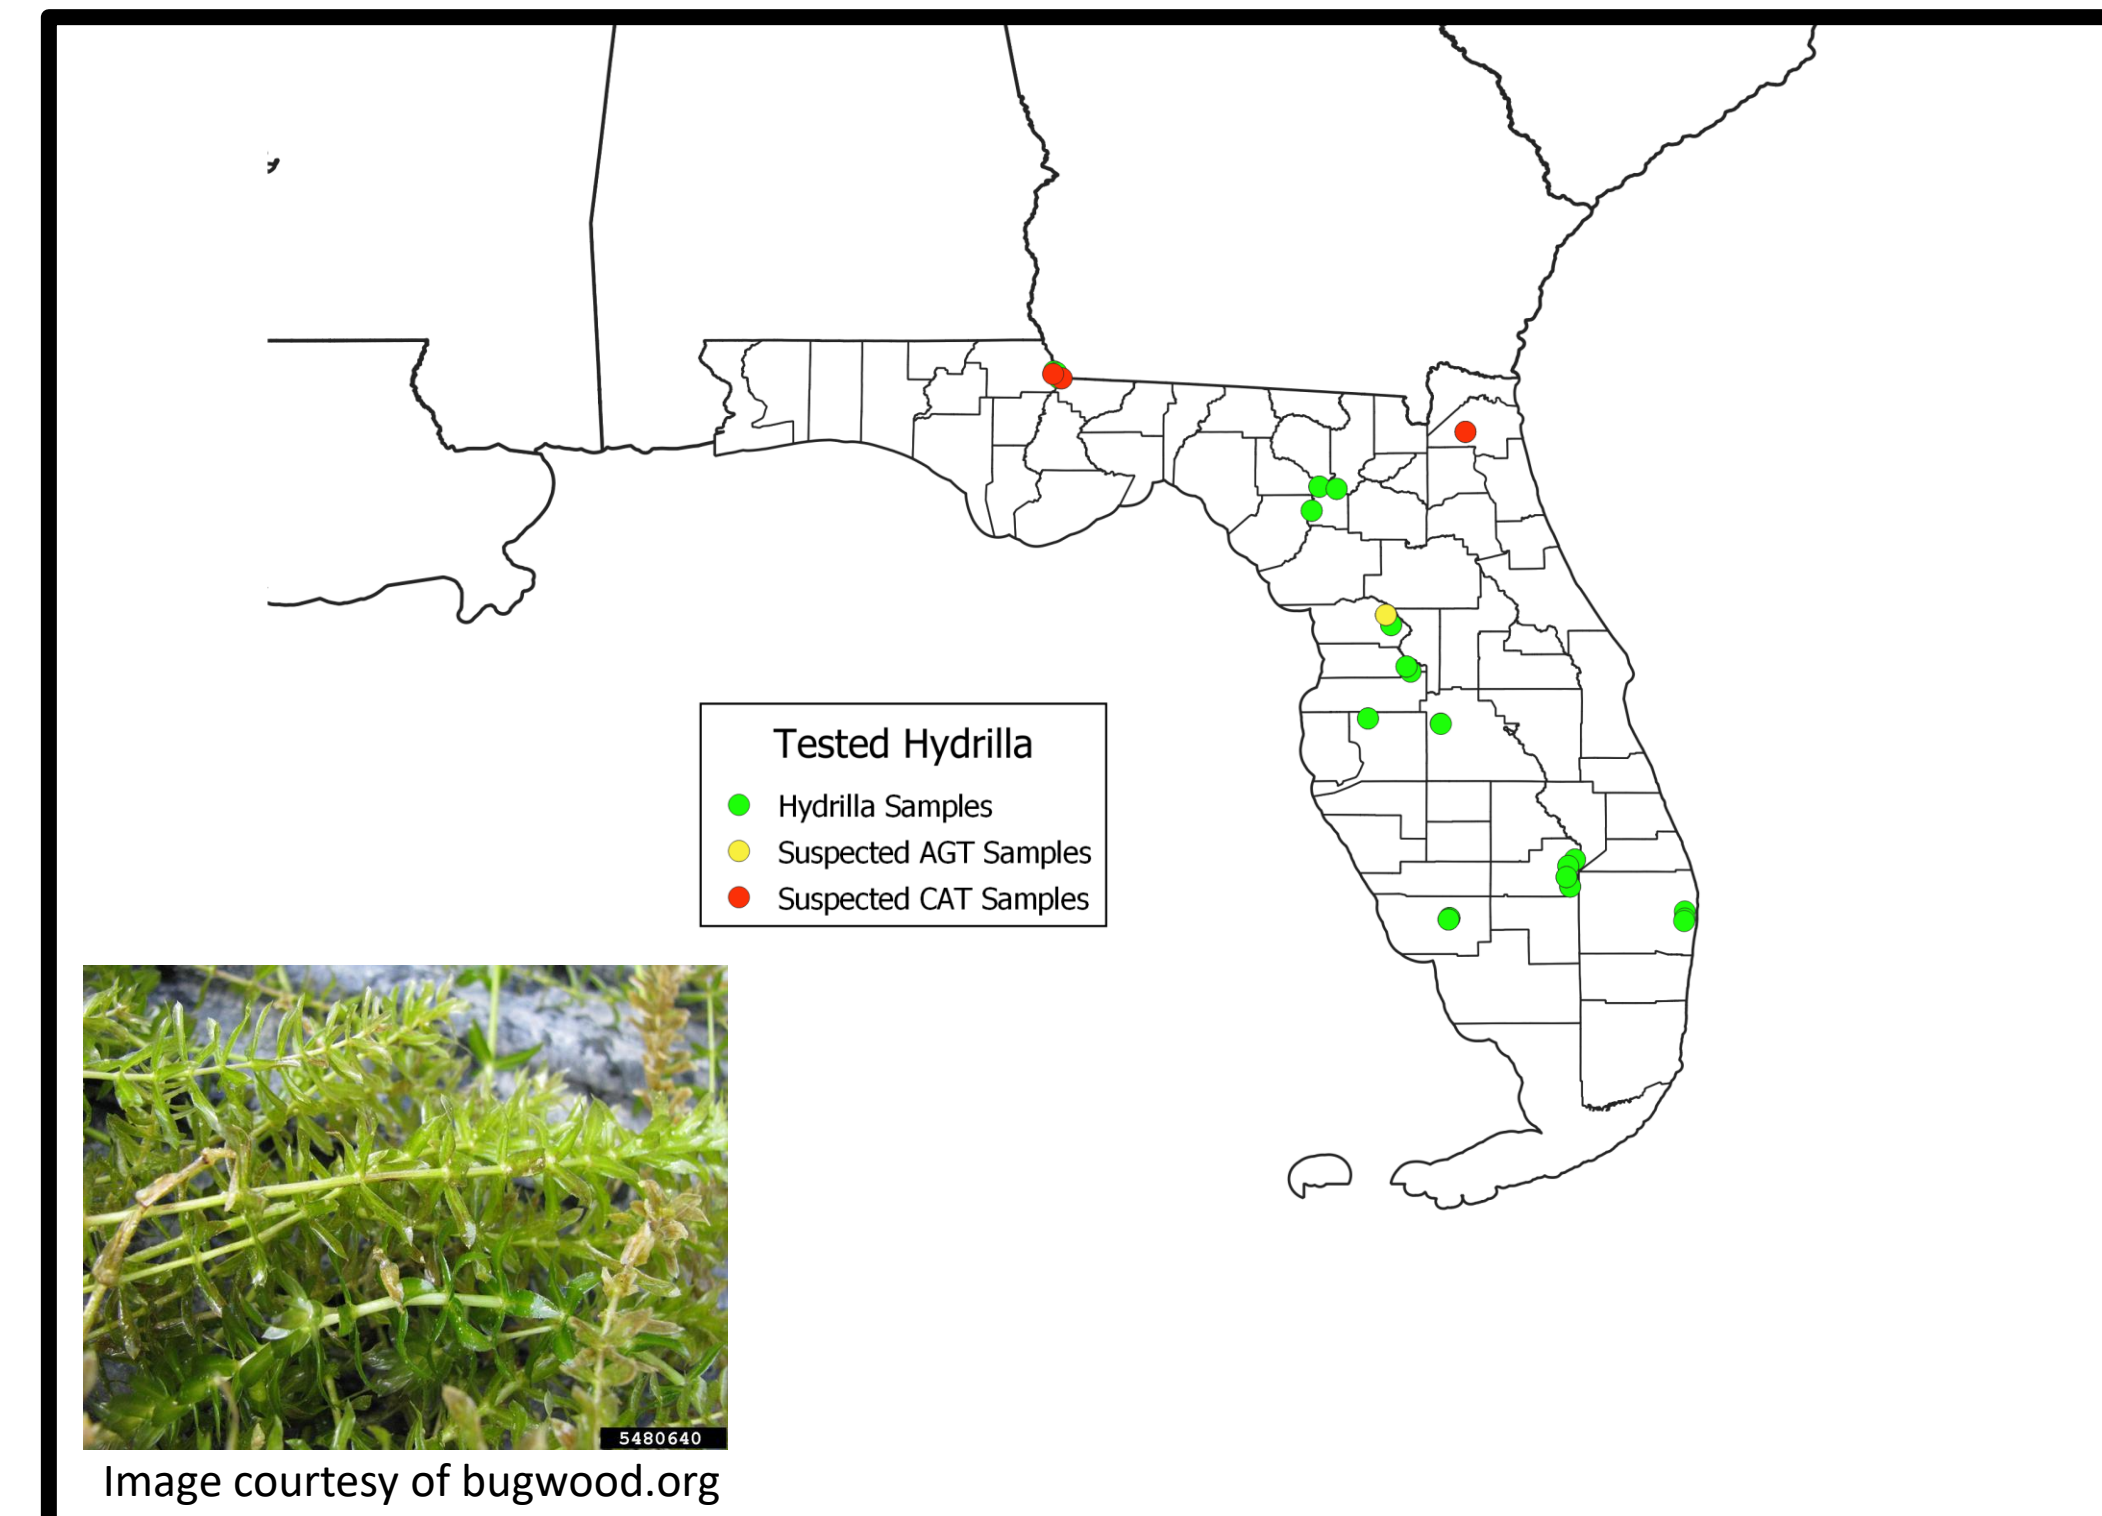 Tested Hydrilla
Hydrilla Samples
Suspected AGT Samples
Suspected CAT Samples
5480640
Image courtesy of bugwood.org